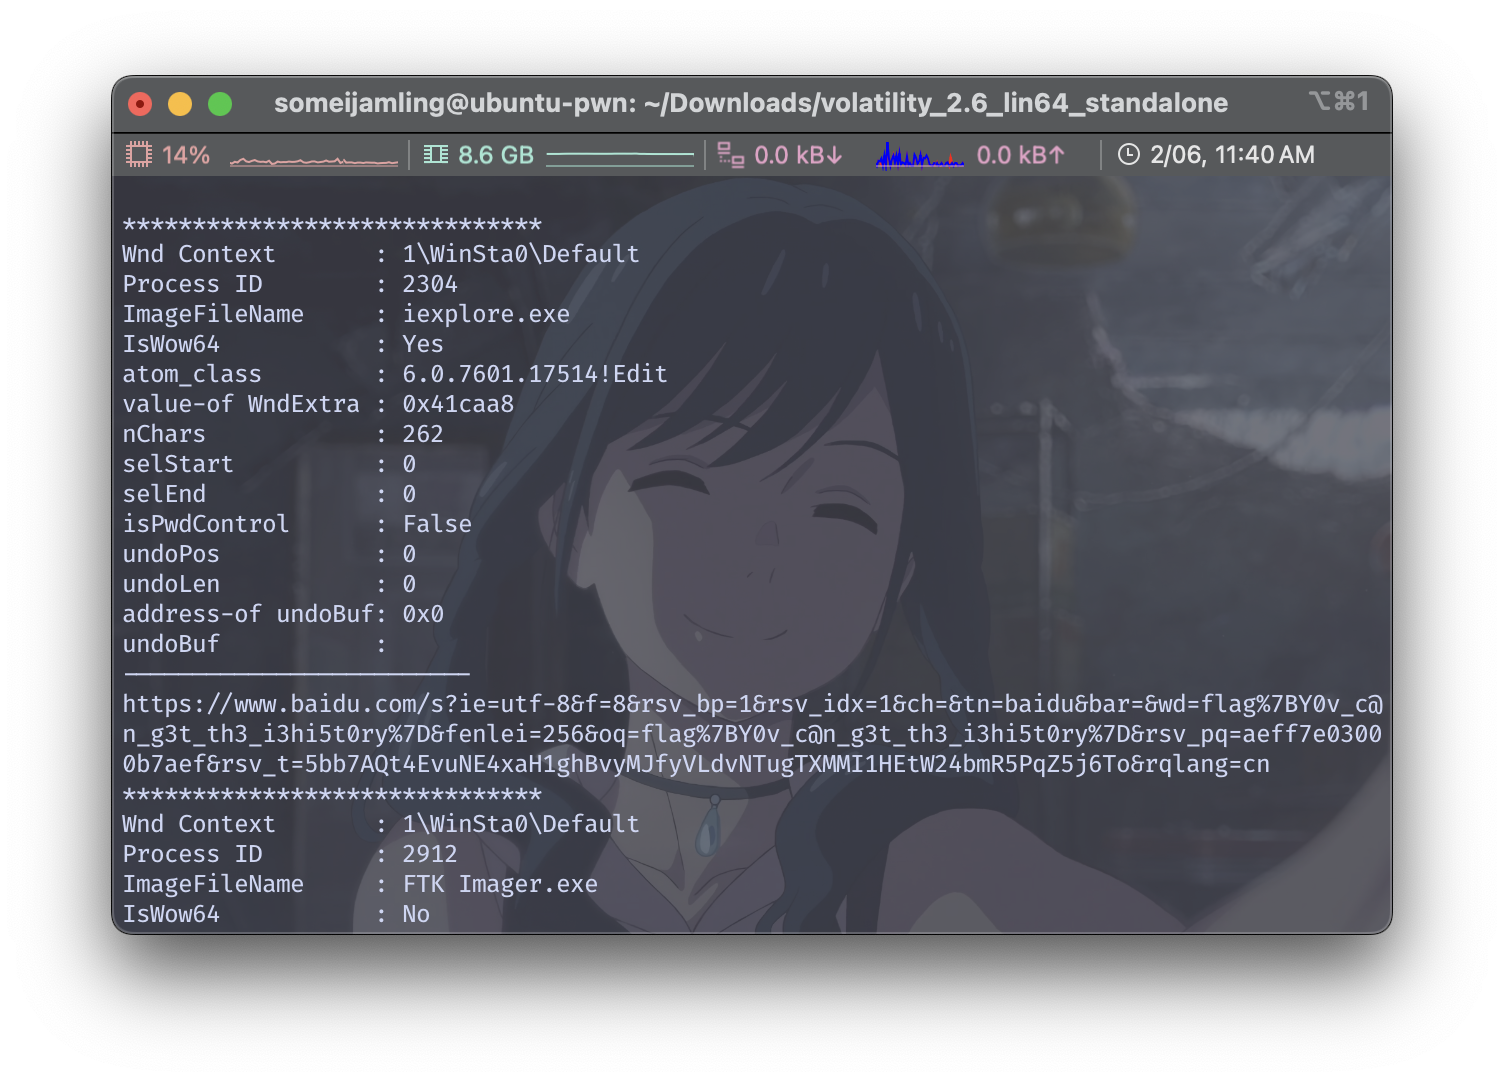 someijamling@ubuntu-pwn: ~/Downloads/volatility_2.6_lin64_standalone ⌥⌘1
14% 8.6 GB 0.0 kB↓ 0.0 kB↑ 2/06, 11:40 AM
******************************
Wnd Context       : 1\WinSta0\Default
Process ID        : 2304
ImageFileName     : iexplore.exe
IsWow64           : Yes
atom_class        : 6.0.7601.17514!Edit
value-of WndExtra : 0x41caa8
nChars            : 262
selStart          : 0
selEnd            : 0
isPwdControl      : False
undoPos           : 0
undoLen           : 0
address-of undoBuf: 0x0
undoBuf           :
-------------------------
https://www.baidu.com/s?ie=utf-8&f=8&rsv_bp=1&rsv_idx=1&ch=&tn=baidu&bar=&wd=flag%7BY0v_c@
n_g3t_th3_i3hi5t0ry%7D&fenlei=256&oq=flag%7BY0v_c@n_g3t_th3_i3hi5t0ry%7D&rsv_pq=aeff7e0300
0b7aef&rsv_t=5bb7AQt4EvuNE4xaH1ghBvyMJfyVLdvNTugTXMMI1HEtW24bmR5PqZ5j6To&rqlang=cn
******************************
Wnd Context       : 1\WinSta0\Default
Process ID        : 2912
ImageFileName     : FTK Imager.exe
IsWow64           : No